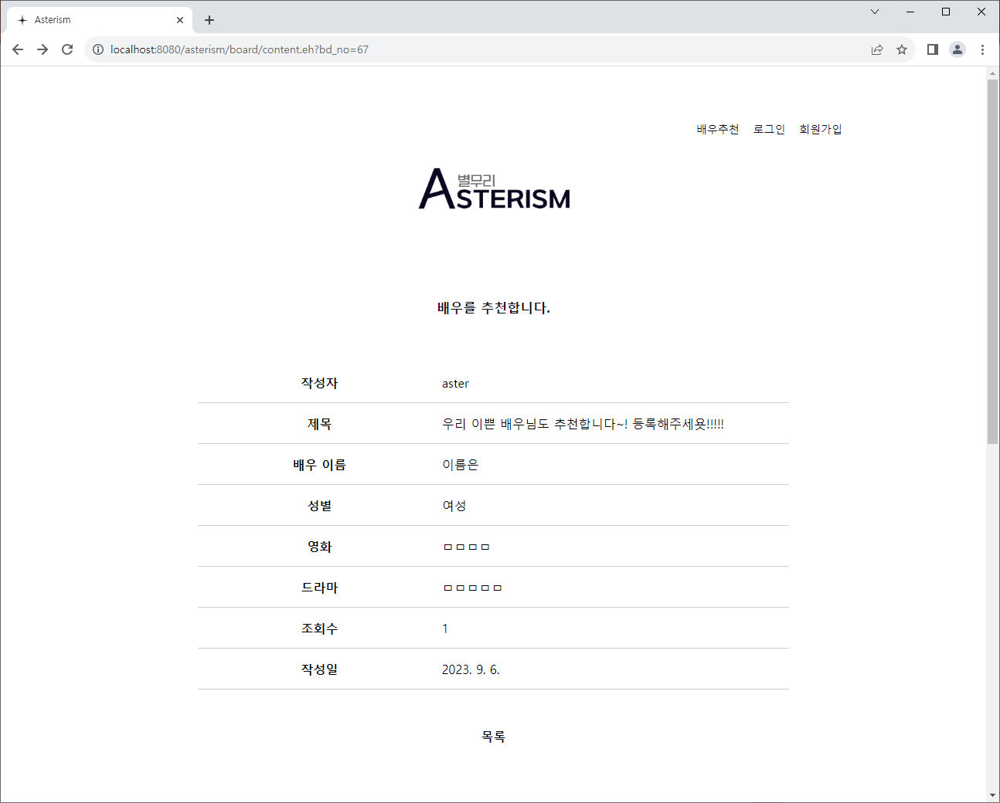 Asterism
localhost:8080/asterism/board/content.eh?bd_no=67
배우추천 로그인 회원가입
별무리
ASTERISM
배우를 추천합니다.
작성자 aster
제목 우리 이쁜 배우님도 추천합니다~! 등록해주세욧!!!!!
배우 이름 이름은
성별 여성
영화 ㅁㅁㅁㅁ
드라마 ㅁㅁㅁㅁㅁ
조회수 1
작성일 2023. 9. 6.
목록